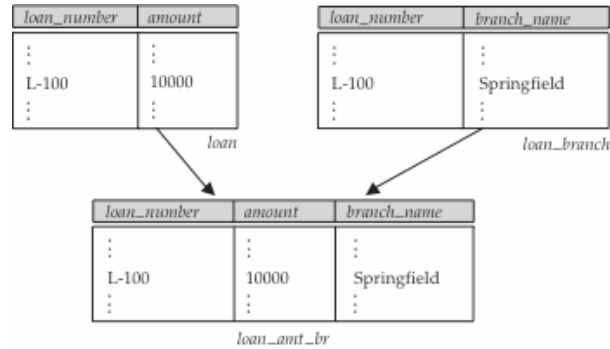 loan_number amount
⋮ ⋮
L-100 10000
⋮ ⋮
loan
loan_number branch_name
⋮ ⋮
L-100 Springfield
⋮ ⋮
loan_branch
loan_number amount branch_name
⋮ ⋮ ⋮
L-100 10000 Springfield
⋮ ⋮ ⋮
loan_amt_br